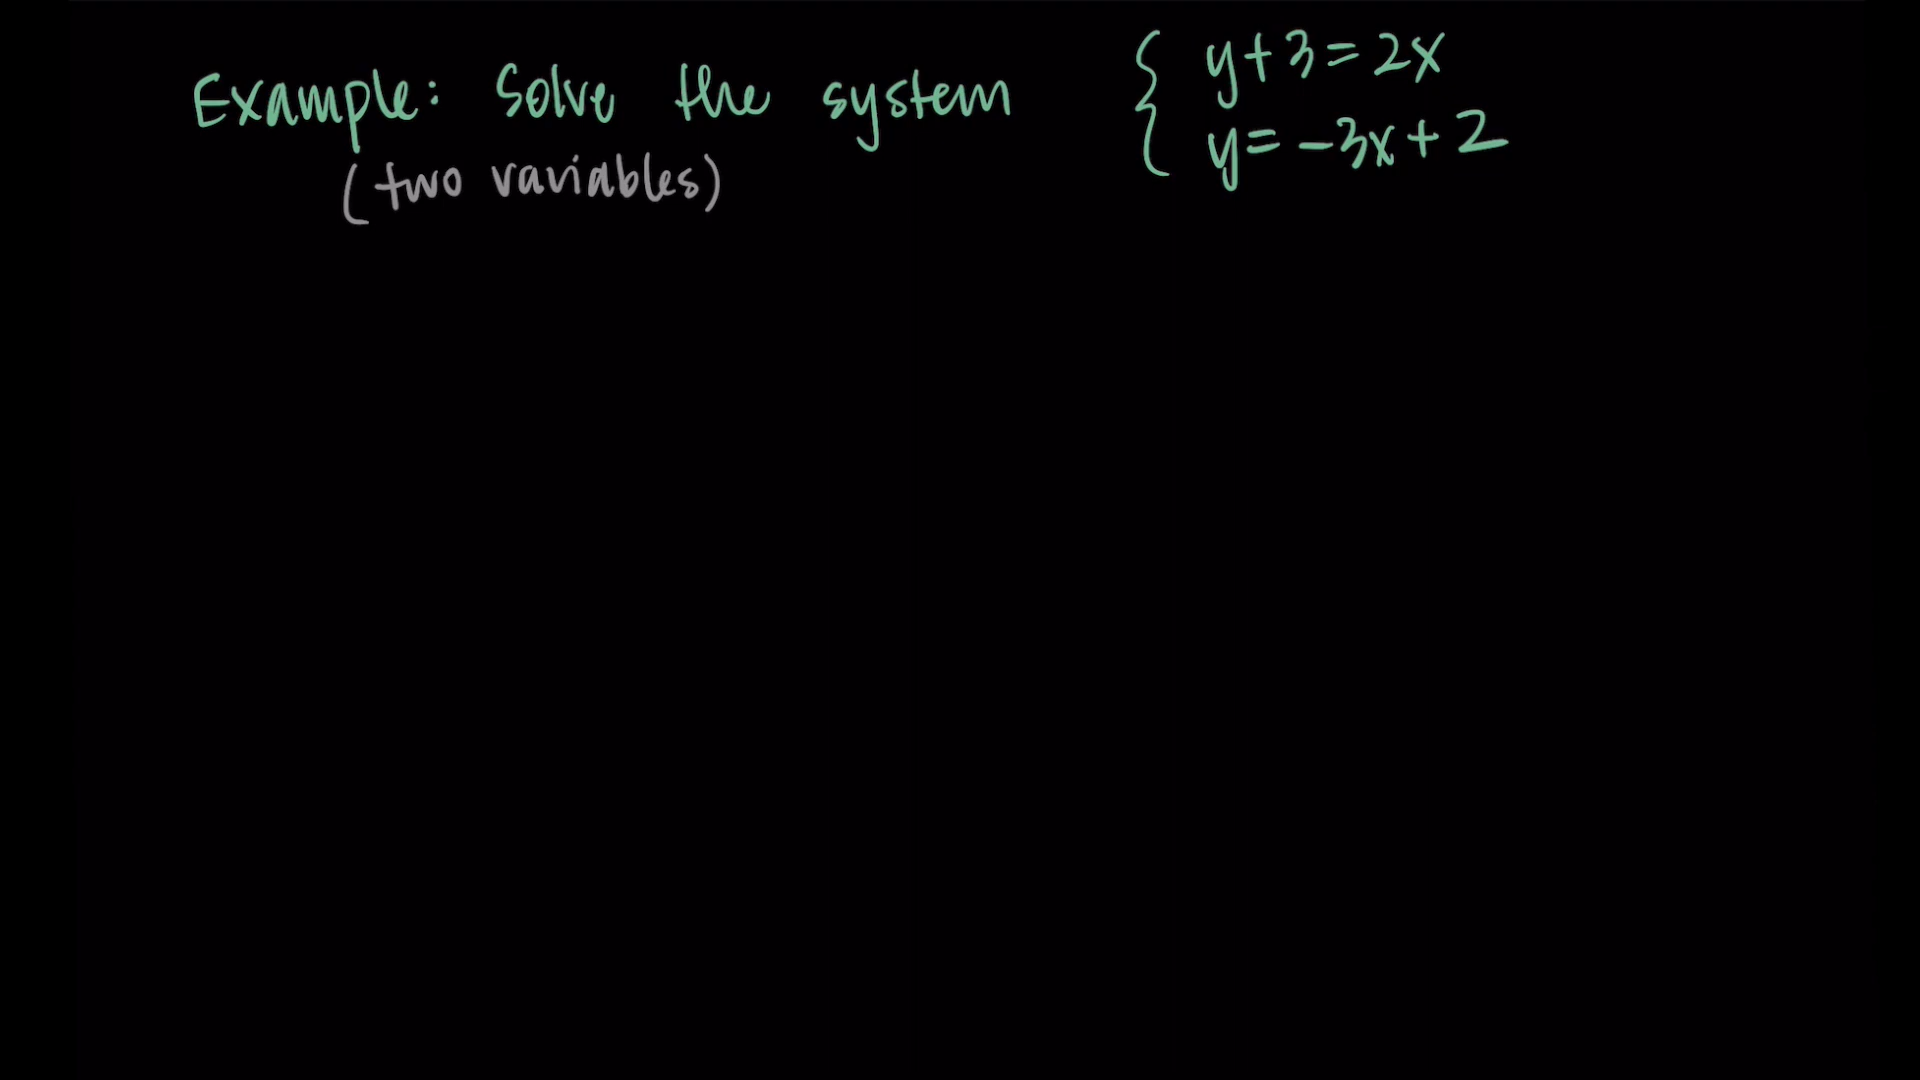 Example: Solve the system { y+3=2x
y=-3x+2
(two variables)